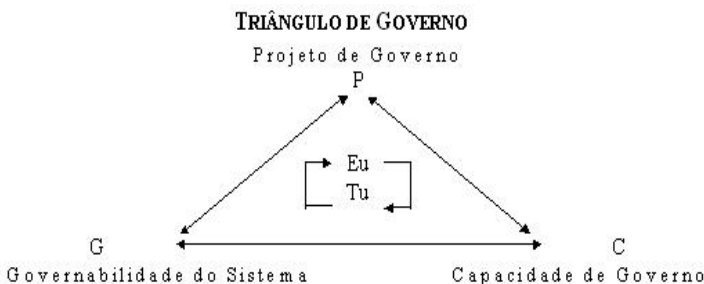 TRIÂNGULO DE GOVERNO
Projeto de Governo
P
Eu
Tu
G
C
Governabilidade do Sistema
Capacidade de Governo